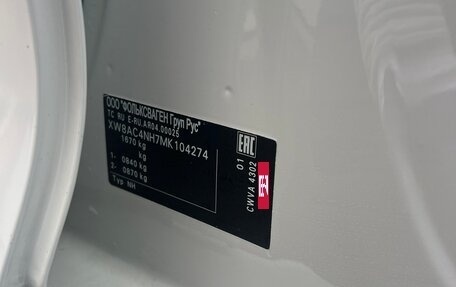 ООО "ФОЛЬКСВАГЕН Груп Рус"
ТС RU E-RU.AR04.00025
XW8AC4NH7MK104274
1670 kg
1- 0840 kg
2- 0870 kg
Typ NH
EAC
01
CWVA 4302